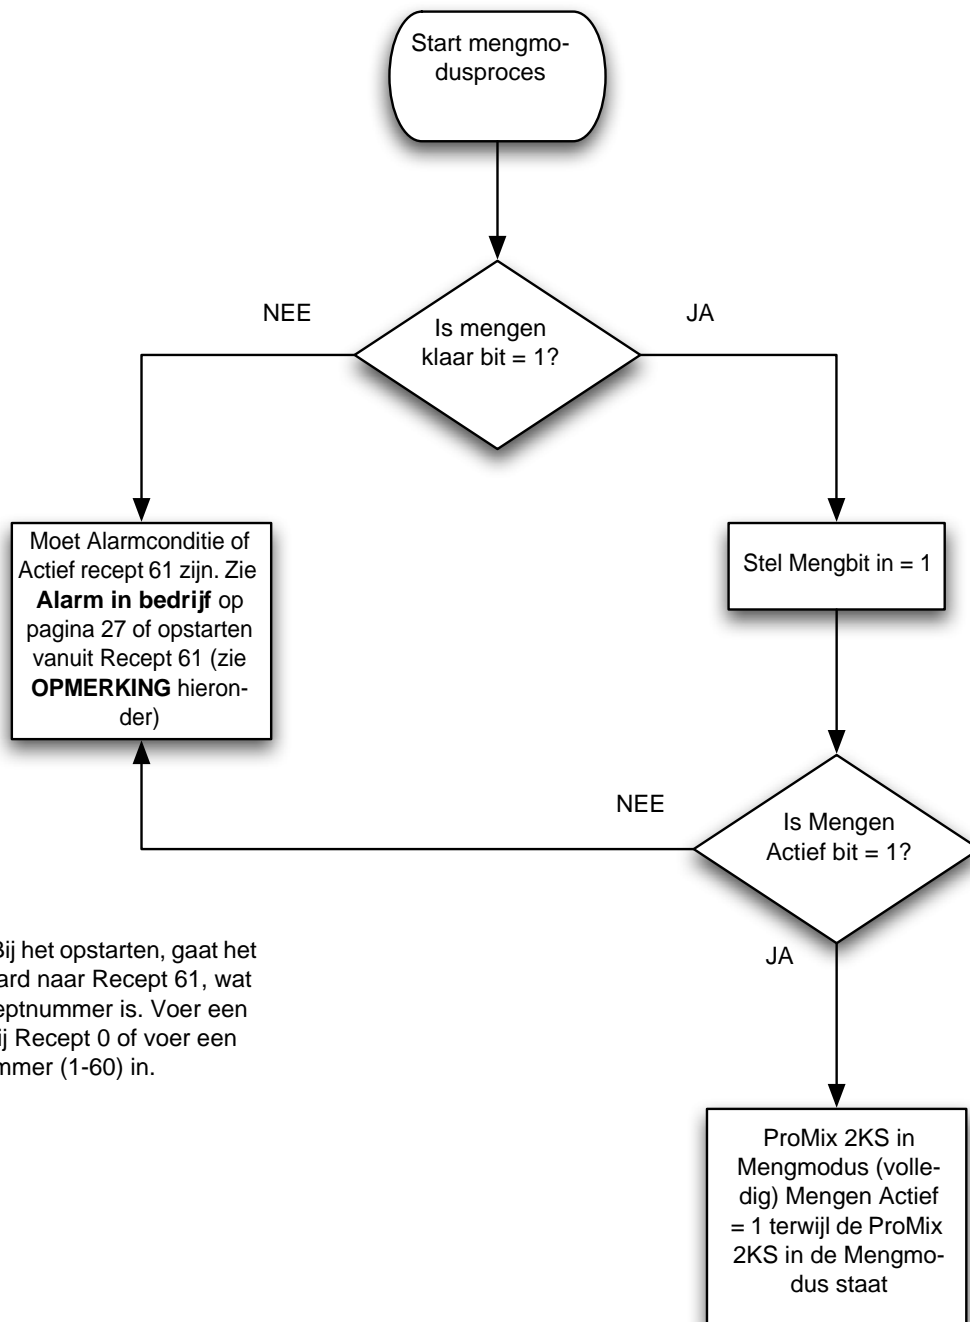 Start mengmo-
dusproces
NEE
JA
Is mengen
klaar bit = 1?
Moet Alarmconditie of
Actief recept 61 zijn. Zie
Alarm in bedrijf op
pagina 27 of opstarten
vanuit Recept 61 (zie
OPMERKING hieron-
der)
Stel Mengbit in = 1
NEE
Is Mengen
Actief bit = 1?
JA
Bij het opstarten, gaat het
naar Recept 61, wat
is. Voer een
Recept 0 of voer een
(1-60) in.
ProMix 2KS in
Mengmodus (volle-
dig) Mengen Actief
= 1 terwijl de ProMix
2KS in de Mengmo-
dus staat